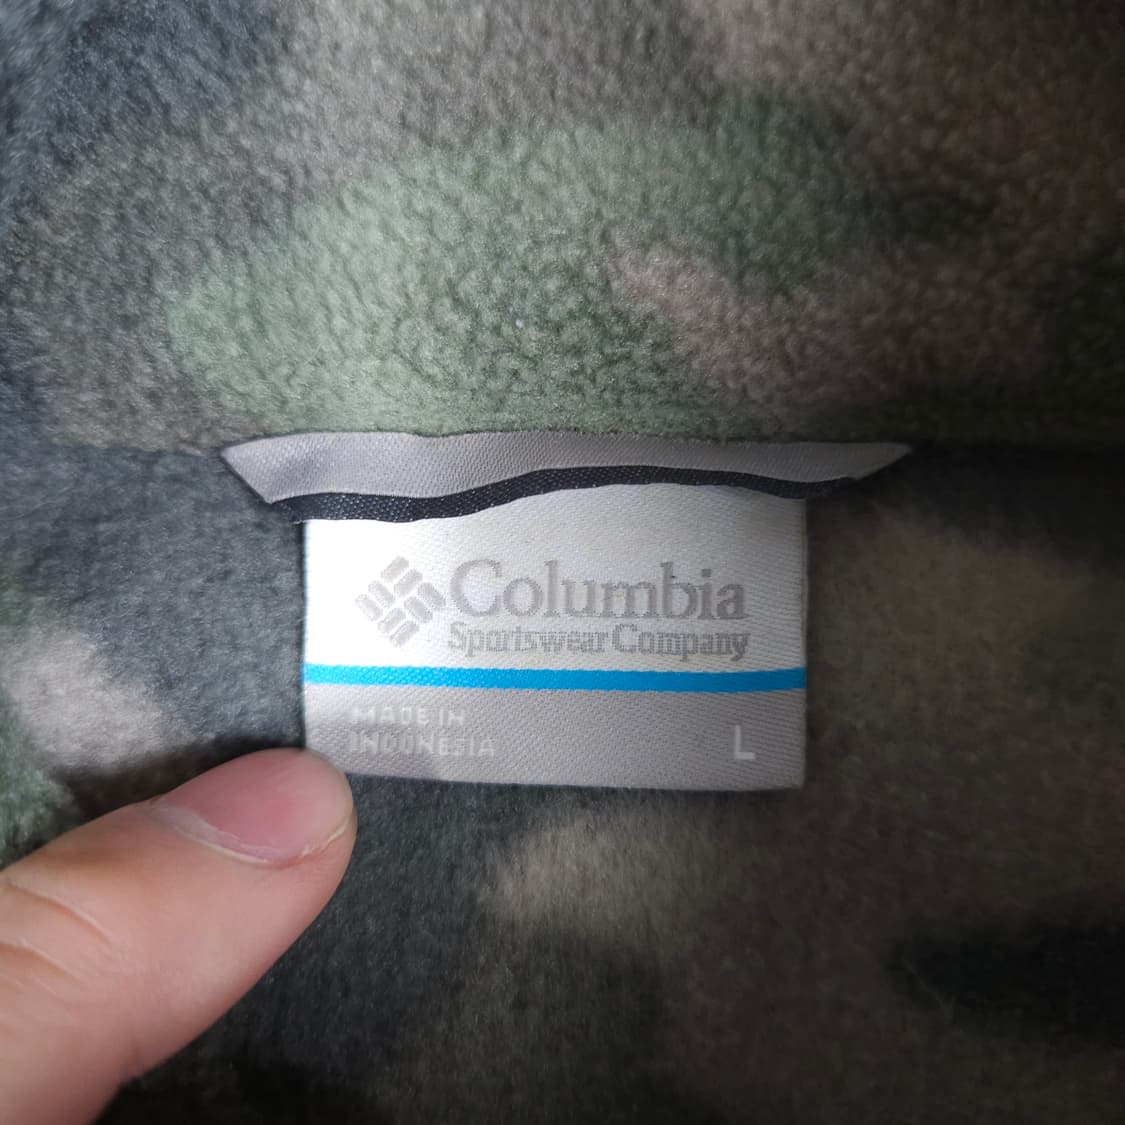 Columbia
Sportswear Company
MADE IN
INDONESIA
L